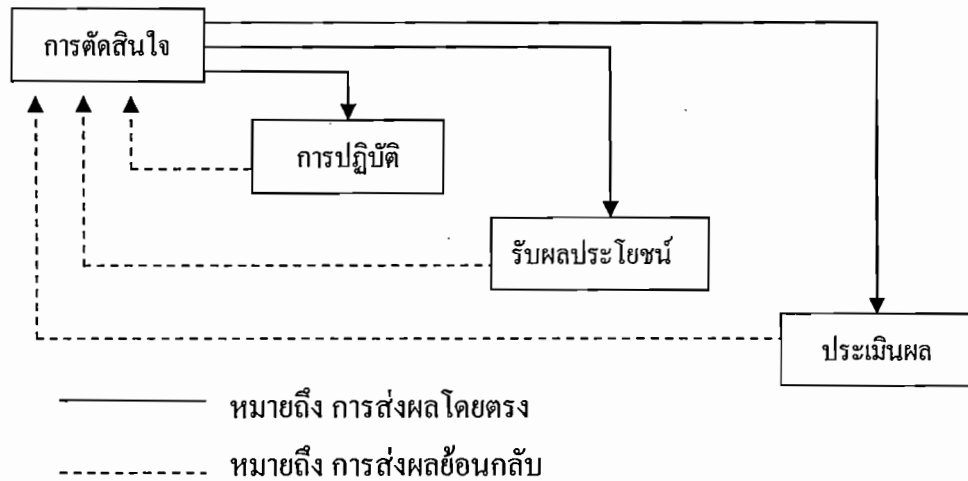 การตัดสินใจ
การปฏิบัติ
รับผลประโยชน์
ประเมินผล
หมายถึง การส่งผลโดยตรง
หมายถึง การส่งผลย้อนกลับ